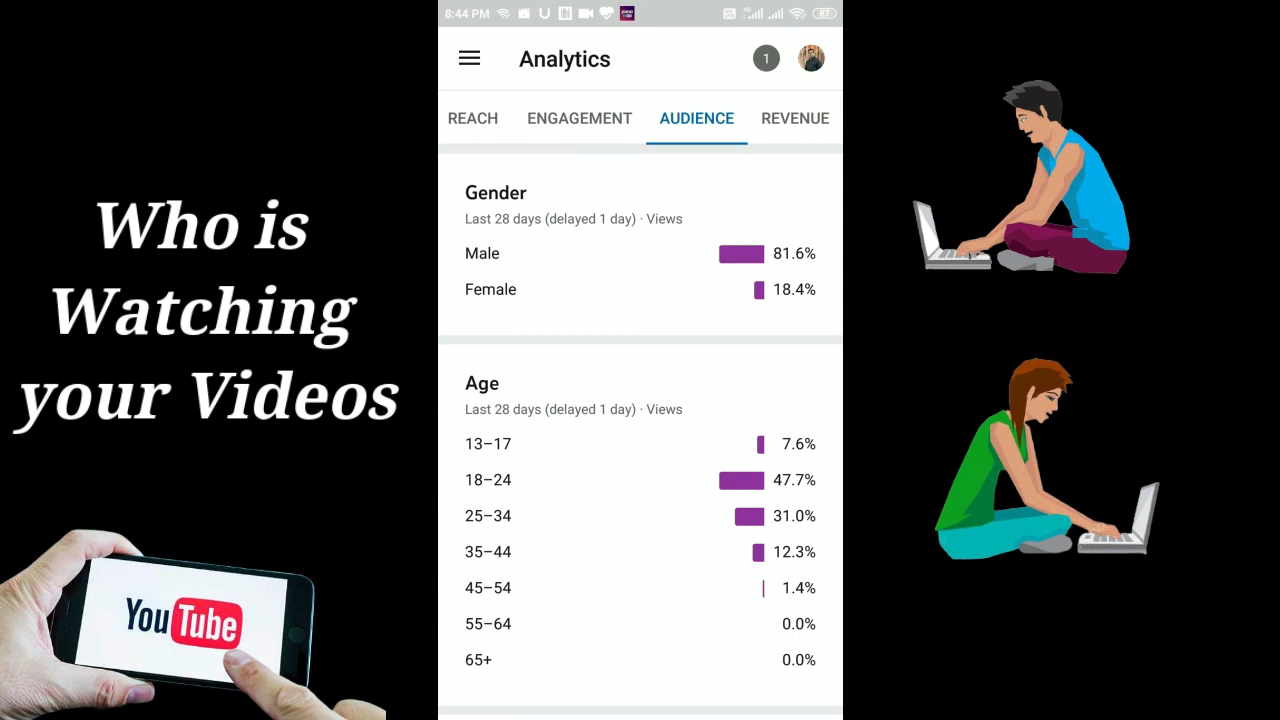 Who is
Watching
your Videos
YouTube
8:44 PM
4G
87
Analytics
1
REACH ENGAGEMENT AUDIENCE REVENUE
Gender
Last 28 days (delayed 1 day) · Views
Male 81.6%
Female 18.4%
Age
Last 28 days (delayed 1 day) · Views
13–17 7.6%
18–24 47.7%
25–34 31.0%
35–44 12.3%
45–54 1.4%
55–64 0.0%
65+ 0.0%